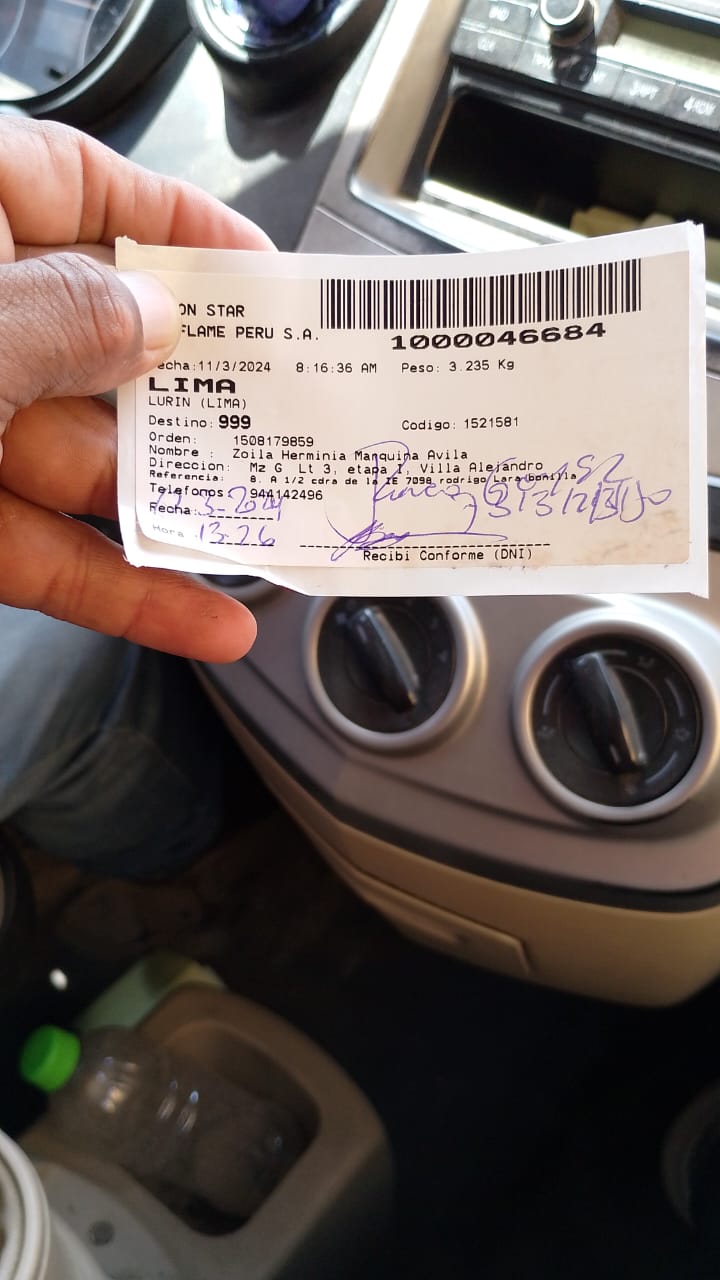 ON STAR
FLAME PERU S.A.
1000046684
echa:11/3/2024 8:16:36 AM Peso: 3.235 Kg
LIMA
LURIN (LIMA)
Destino: 999 Codigo: 1521581
Orden: 1508179859
Nombre : Zoila Herminia Manquina Avila
Direccion: Mz G Lt 3, etapa I, Villa Alejandro
Referencia: 8. A 1/2 cdra de la IE 7098 rodrigo Lara bonilla
Telefonos: 944142496
Fecha:
Hora 13:26
Recibi Conforme (DNI)